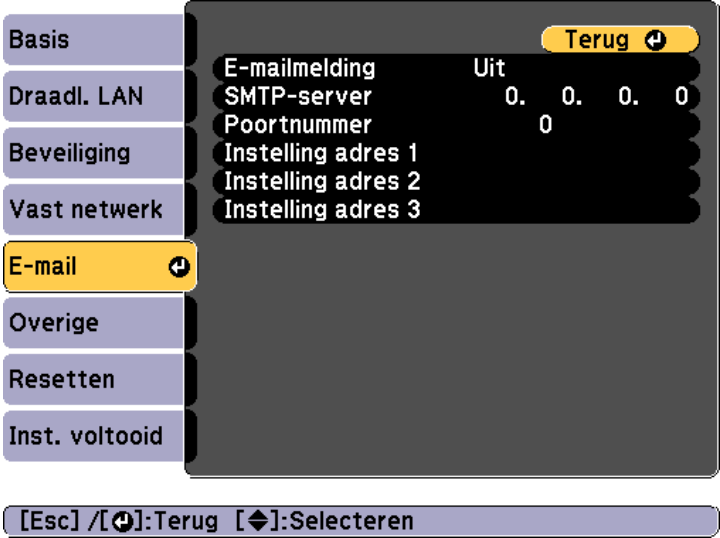 Basis
Draadl. LAN
Beveiliging
Vast netwerk
E-mail
Overige
Resetten
Inst. voltooid
Terug
E-mailmelding Uit
SMTP-server 0. 0. 0. 0
Poortnummer 0
Instelling adres 1
Instelling adres 2
Instelling adres 3
[Esc] /[ ]:Terug [ ]:Selecteren